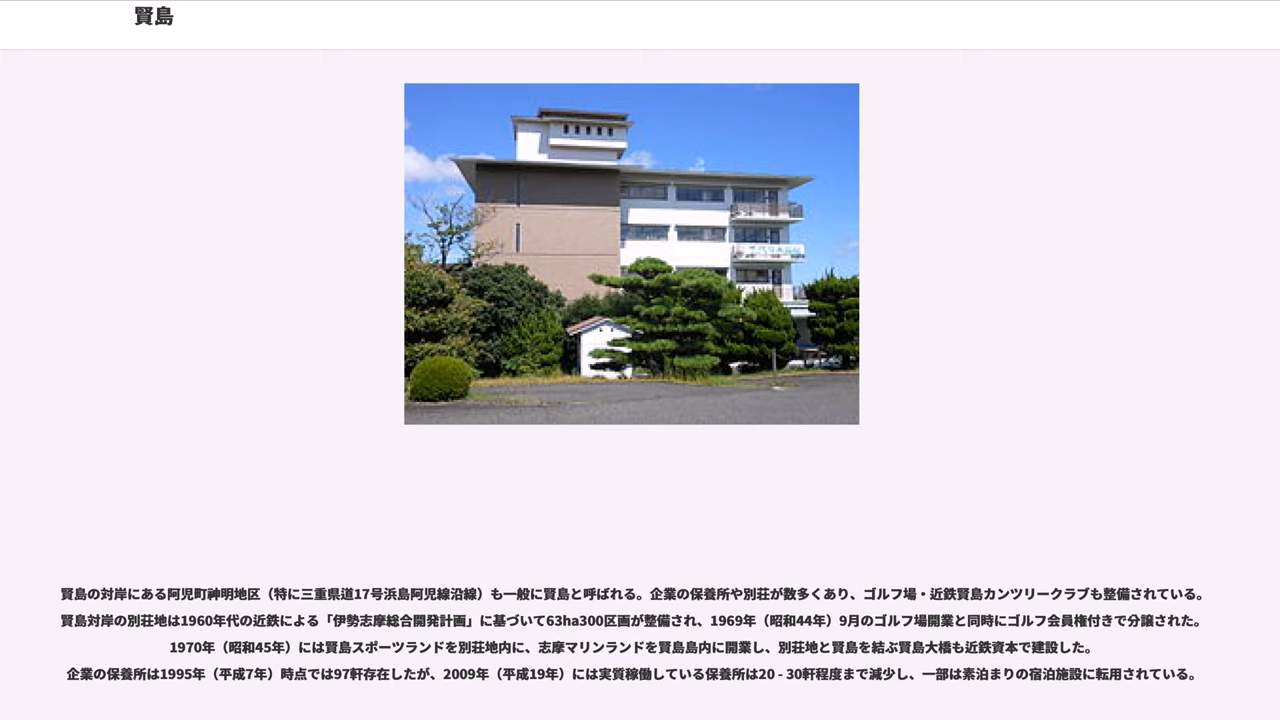 賢島
賢島の対岸にある阿児町神明地区（特に三重県道17号浜島阿児線沿線）も一般に賢島と呼ばれる。企業の保養所や別荘が数多くあり、ゴルフ場・近鉄賢島カンツリークラブも整備されている。
賢島対岸の別荘地は1960年代の近鉄による「伊勢志摩総合開発計画」に基づいて63ha300区画が整備され、1969年（昭和44年）9月のゴルフ場開業と同時にゴルフ会員権付きで分譲された。
1970年（昭和45年）には賢島スポーツランドを別荘地内に、志摩マリンランドを賢島島内に開業し、別荘地と賢島を結ぶ賢島大橋も近鉄資本で建設した。
企業の保養所は1995年（平成7年）時点では97軒存在したが、2009年（平成19年）には実質稼働している保養所は20 - 30軒程度まで減少し、一部は素泊まりの宿泊施設に転用されている。